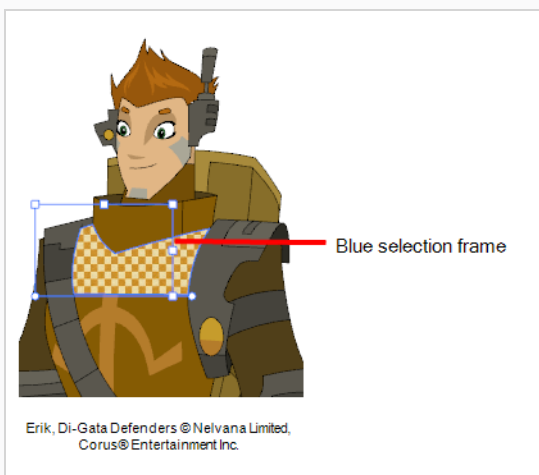 Blue selection frame
Erik, Di-Gata Defenders © Nelvana Limited,
Corus® Entertainment Inc.